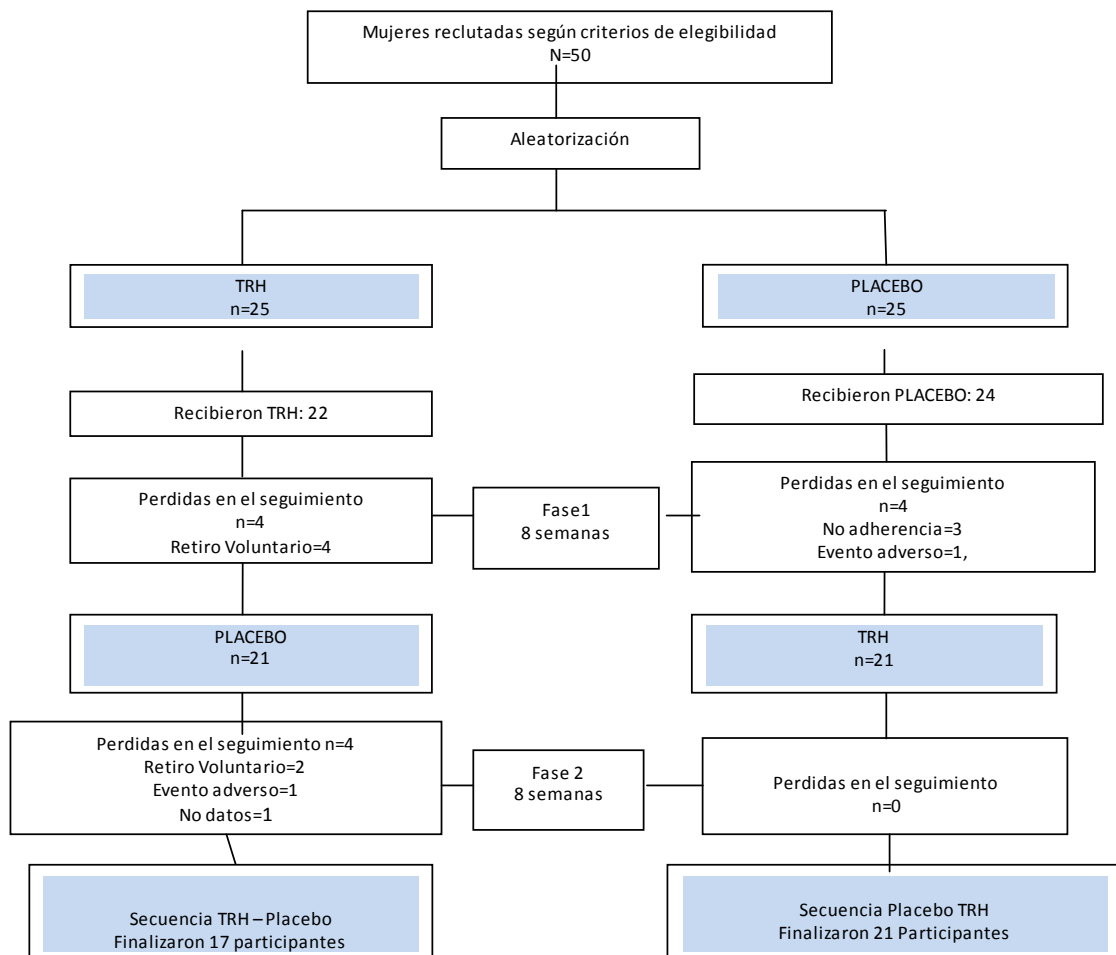 Mujeres reclutadas según criterios de elegibilidad
N=50
Aleatorización
TRH
n=25
PLACEBO
n=25
Recibieron TRH: 22
Recibieron PLACEBO: 24
Perdidas en el seguimiento
n=4
Retiro Voluntario=4
Fase1
8 semanas
Perdidas en el seguimiento
n=4
No adherencia=3
Evento adverso=1,
PLACEBO
n=21
TRH
n=21
Perdidas en el seguimiento n=4
Retiro Voluntario=2
Evento adverso=1
No datos=1
Fase 2
8 semanas
Perdidas en el seguimiento
n=0
Secuencia TRH – Placebo
Finalizaron 17 participantes
Secuencia Placebo TRH
Finalizaron 21 Participantes